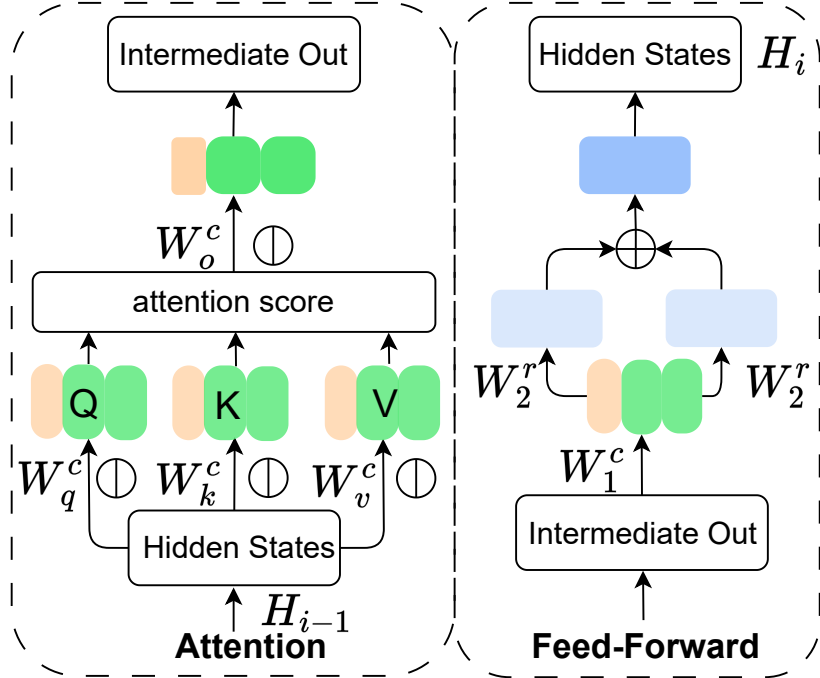 Intermediate Out
W_o^c
attention score
Q
K
V
W_q^c
W_k^c
W_v^c
Hidden States
H_{i-1}
Attention
Hidden States
H_i
W_2^r
W_2^r
W_1^c
Intermediate Out
Feed-Forward